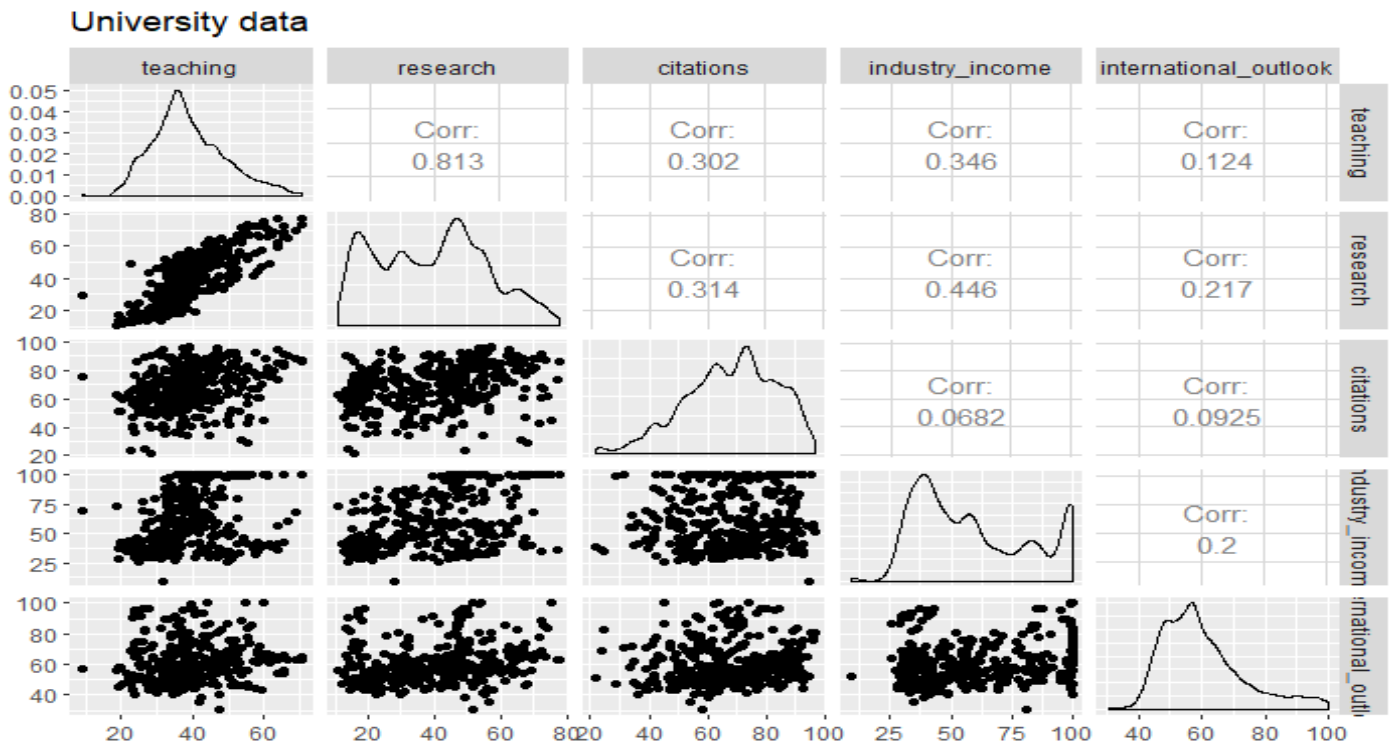 University data
teaching research citations industry_income international_outlook
0.05
0.04
0.03
0.02
0.01
0.00
Corr:
0.813
Corr:
0.302
Corr:
0.346
Corr:
0.124
teaching
80
60
40
20
Corr:
0.314
Corr:
0.446
Corr:
0.217
research
100
80
60
40
20
Corr:
0.0682
Corr:
0.0925
citations
100
75
50
25
Corr:
0.2
ndustry_incom
100
80
60
40
ernational_outl
20 40 60 20 40 60 80 20 40 60 80 100 25 50 75 100 40 60 80 100